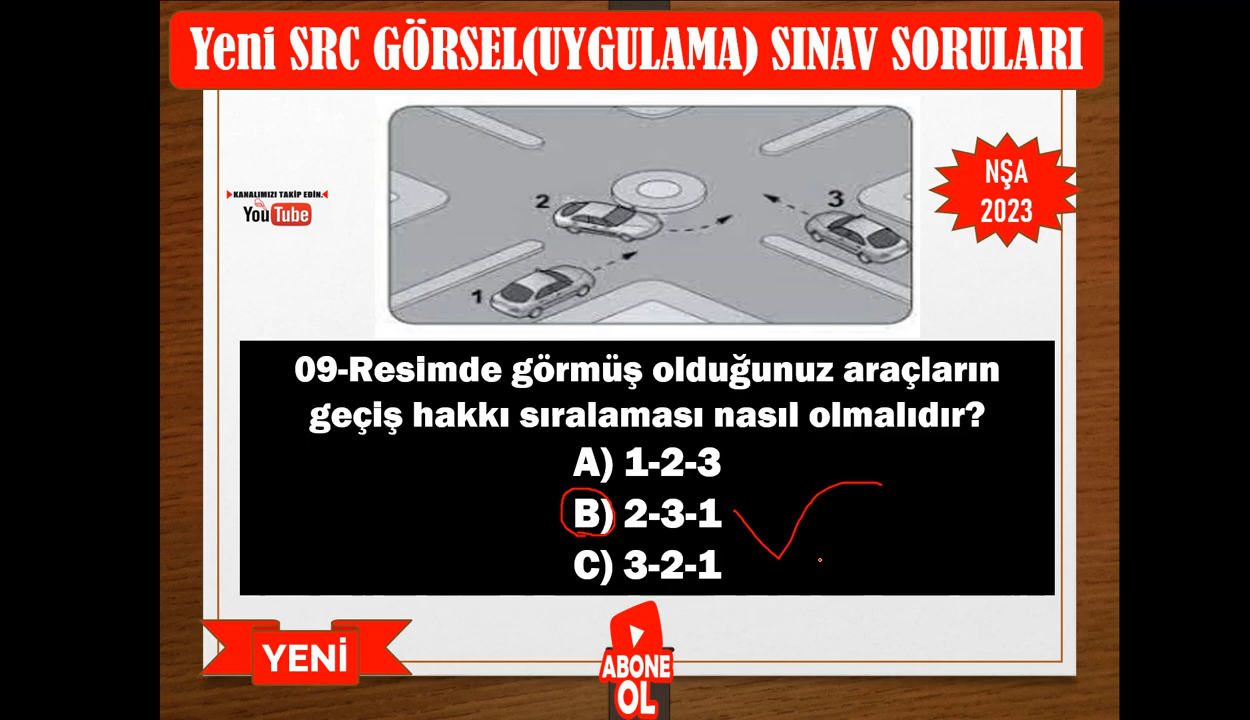 Yeni SRC GÖRSEL(UYGULAMA) SINAV SORULARI
KANALIMIZI TAKİP EDİN.
YouTube
NŞA
2023
2
3
1
09-Resimde görmüş olduğunuz araçların
geçiş hakkı sıralaması nasıl olmalıdır?
A) 1-2-3
B) 2-3-1
C) 3-2-1
YENİ
ABONE
OL